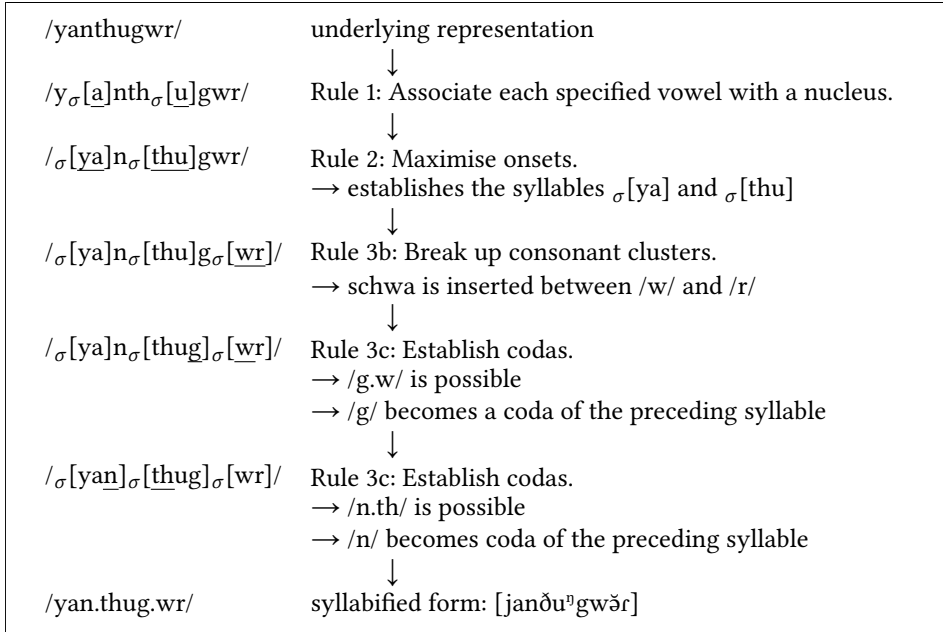 /yanthugwr/ underlying representation
↓
/yσ[a]nthσ[u]gwr/ Rule 1: Associate each specified vowel with a nucleus.
↓
/σ[ya]nσ[thu]gwr/ Rule 2: Maximise onsets.
→ establishes the syllables σ[ya] and σ[thu]
↓
/σ[ya]nσ[thu]gσ[wr]/ Rule 3b: Break up consonant clusters.
→ schwa is inserted between /w/ and /r/
↓
/σ[ya]nσ[thug]σ[wr]/ Rule 3c: Establish codas.
→ /g.w/ is possible
→ /g/ becomes a coda of the preceding syllable
↓
/σ[yan]σ[thug]σ[wr]/ Rule 3c: Establish codas.
→ /n.th/ is possible
→ /n/ becomes coda of the preceding syllable
↓
/yan.thug.wr/ syllabified form: [janðuᵑgwə̆ɾ]